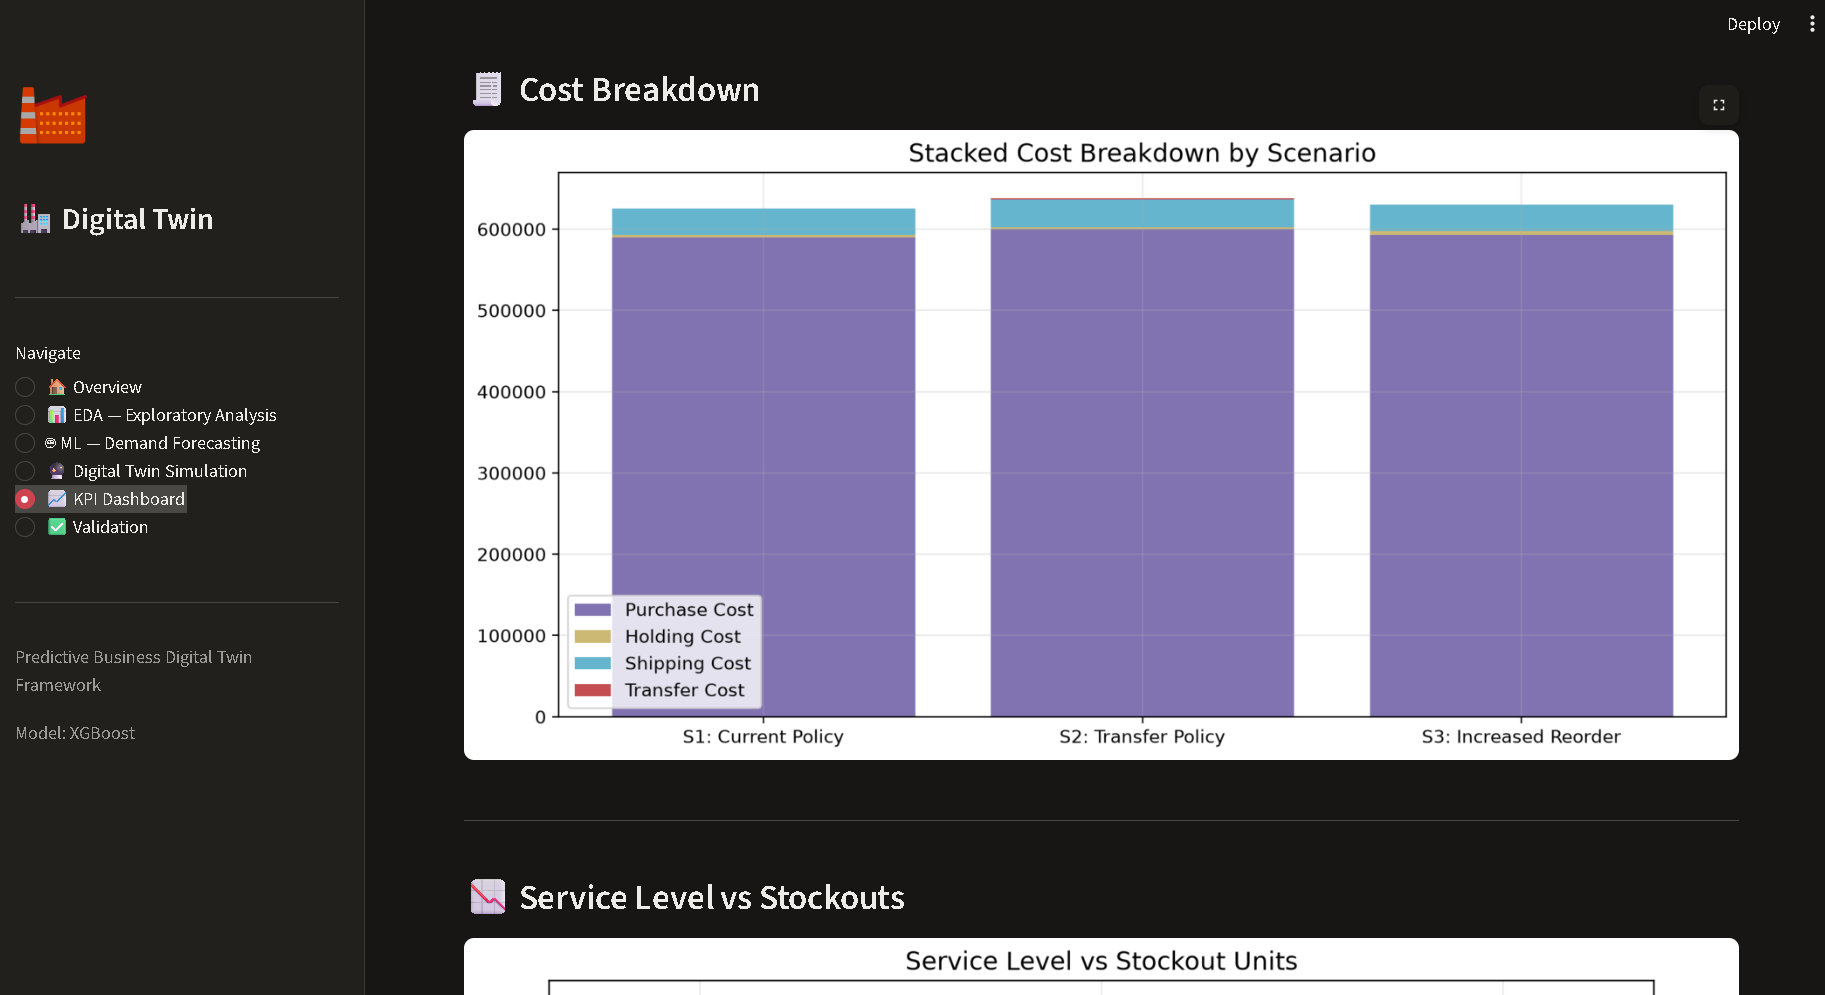 Deploy
Digital Twin
Navigate
Overview
EDA — Exploratory Analysis
ML — Demand Forecasting
Digital Twin Simulation
KPI Dashboard
Validation
Predictive Business Digital Twin
Framework
Model: XGBoost
Cost Breakdown
Stacked Cost Breakdown by Scenario
600000
500000
400000
300000
200000
100000
0
Purchase Cost
Holding Cost
Shipping Cost
Transfer Cost
S1: Current Policy
S2: Transfer Policy
S3: Increased Reorder
Service Level vs Stockouts
Service Level vs Stockout Units